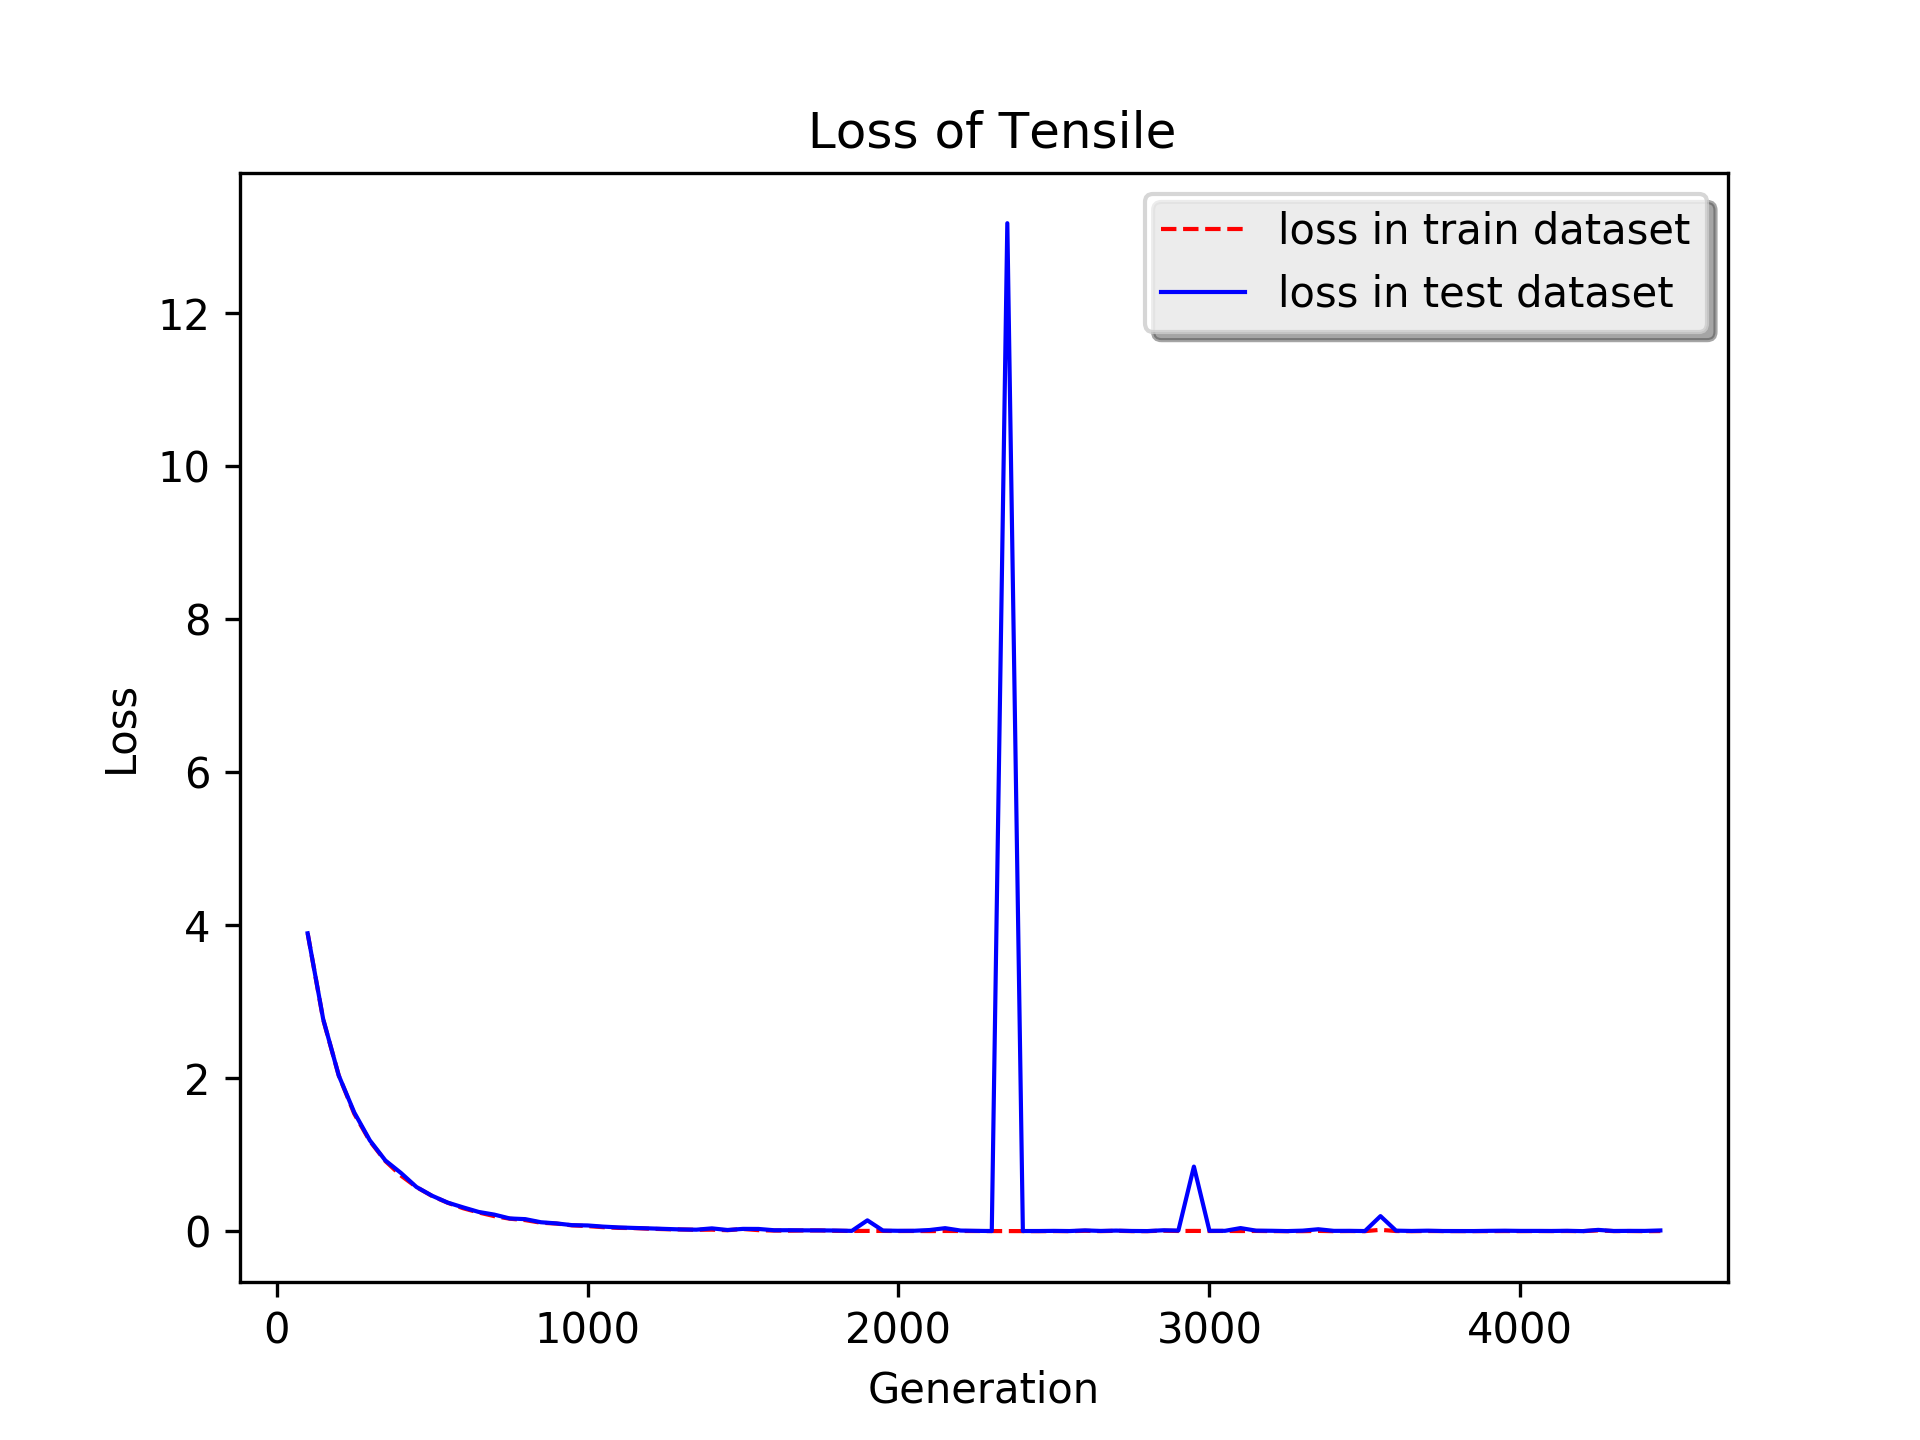 Loss of Tensile
loss in train dataset
loss in test dataset
12
10
8
6
4
2
0
Loss
0 1000 2000 3000 4000
Generation